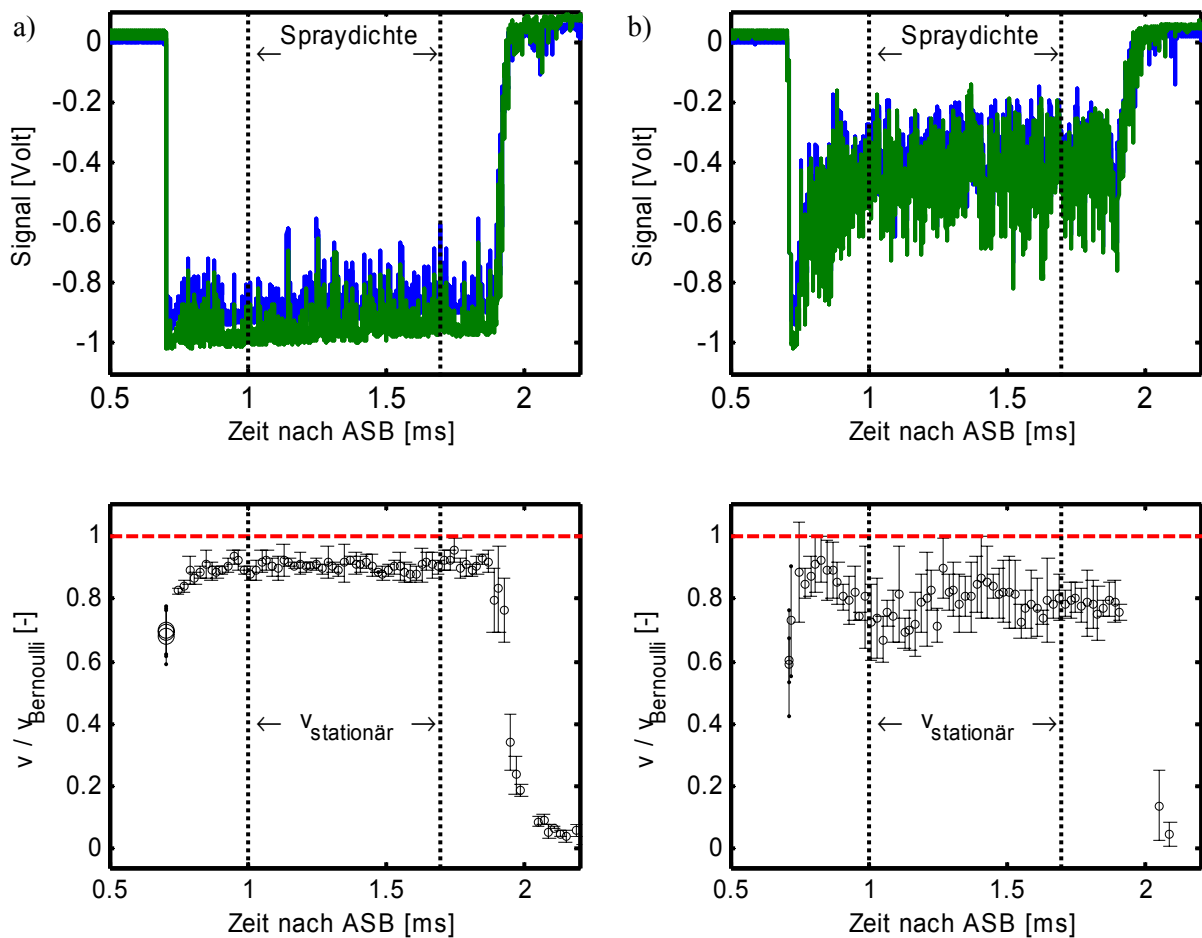 a)
Spraydichte
← →
0
-0.2
-0.4
-0.6
-0.8
-1
Signal [Volt]
0.5 1 1.5 2
Zeit nach ASB [ms]
b)
Spraydichte
← →
0
-0.2
-0.4
-0.6
-0.8
-1
Signal [Volt]
0.5 1 1.5 2
Zeit nach ASB [ms]
1
0.8
0.6
0.4
0.2
0
v / vBernoulli [-]
← vstationär →
0.5 1 1.5 2
Zeit nach ASB [ms]
1
0.8
0.6
0.4
0.2
0
v / vBernoulli [-]
← vstationär →
0.5 1 1.5 2
Zeit nach ASB [ms]